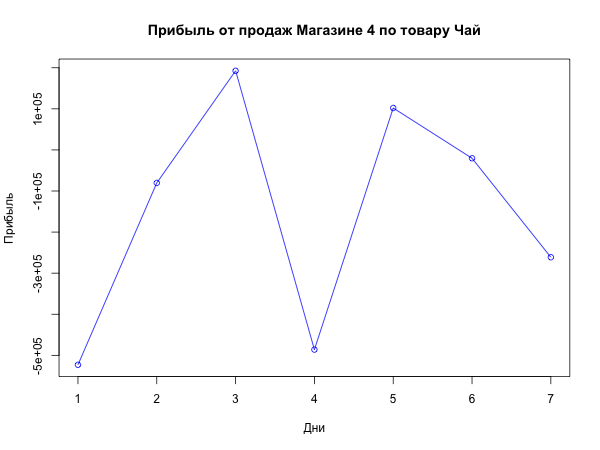 Прибыль от продаж Магазине 4 по товару Чай
Прибыль
1e+05
-1e+05
-3e+05
-5e+05
1 2 3 4 5 6 7
Дни